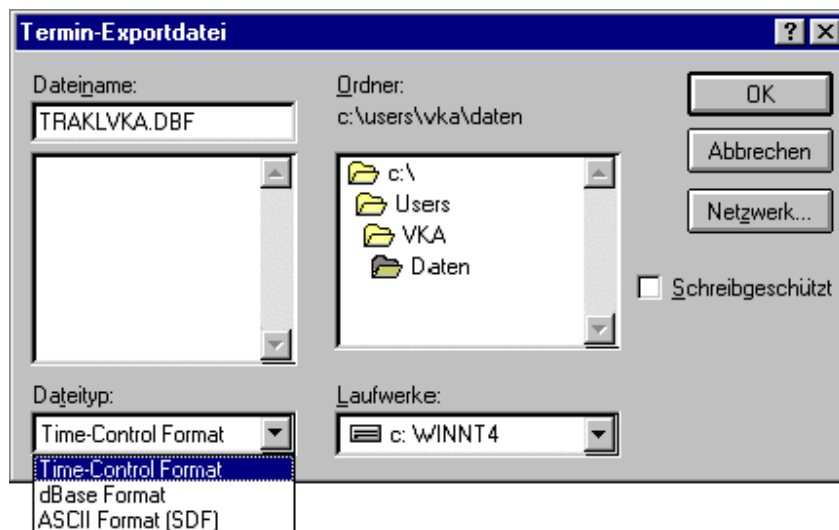 Termin-Exportdatei
Dateiname:
TRAKLVKA.DBF
Ordner:
c:\users\vka\daten
c:\
Users
VKA
Daten
OK
Abbrechen
Netzwerk...
Schreibgeschützt
Dateityp:
Time-Control Format
Time-Control Format
dBase Format
ASCII Format (SDF)
Laufwerke:
c: WINNT4